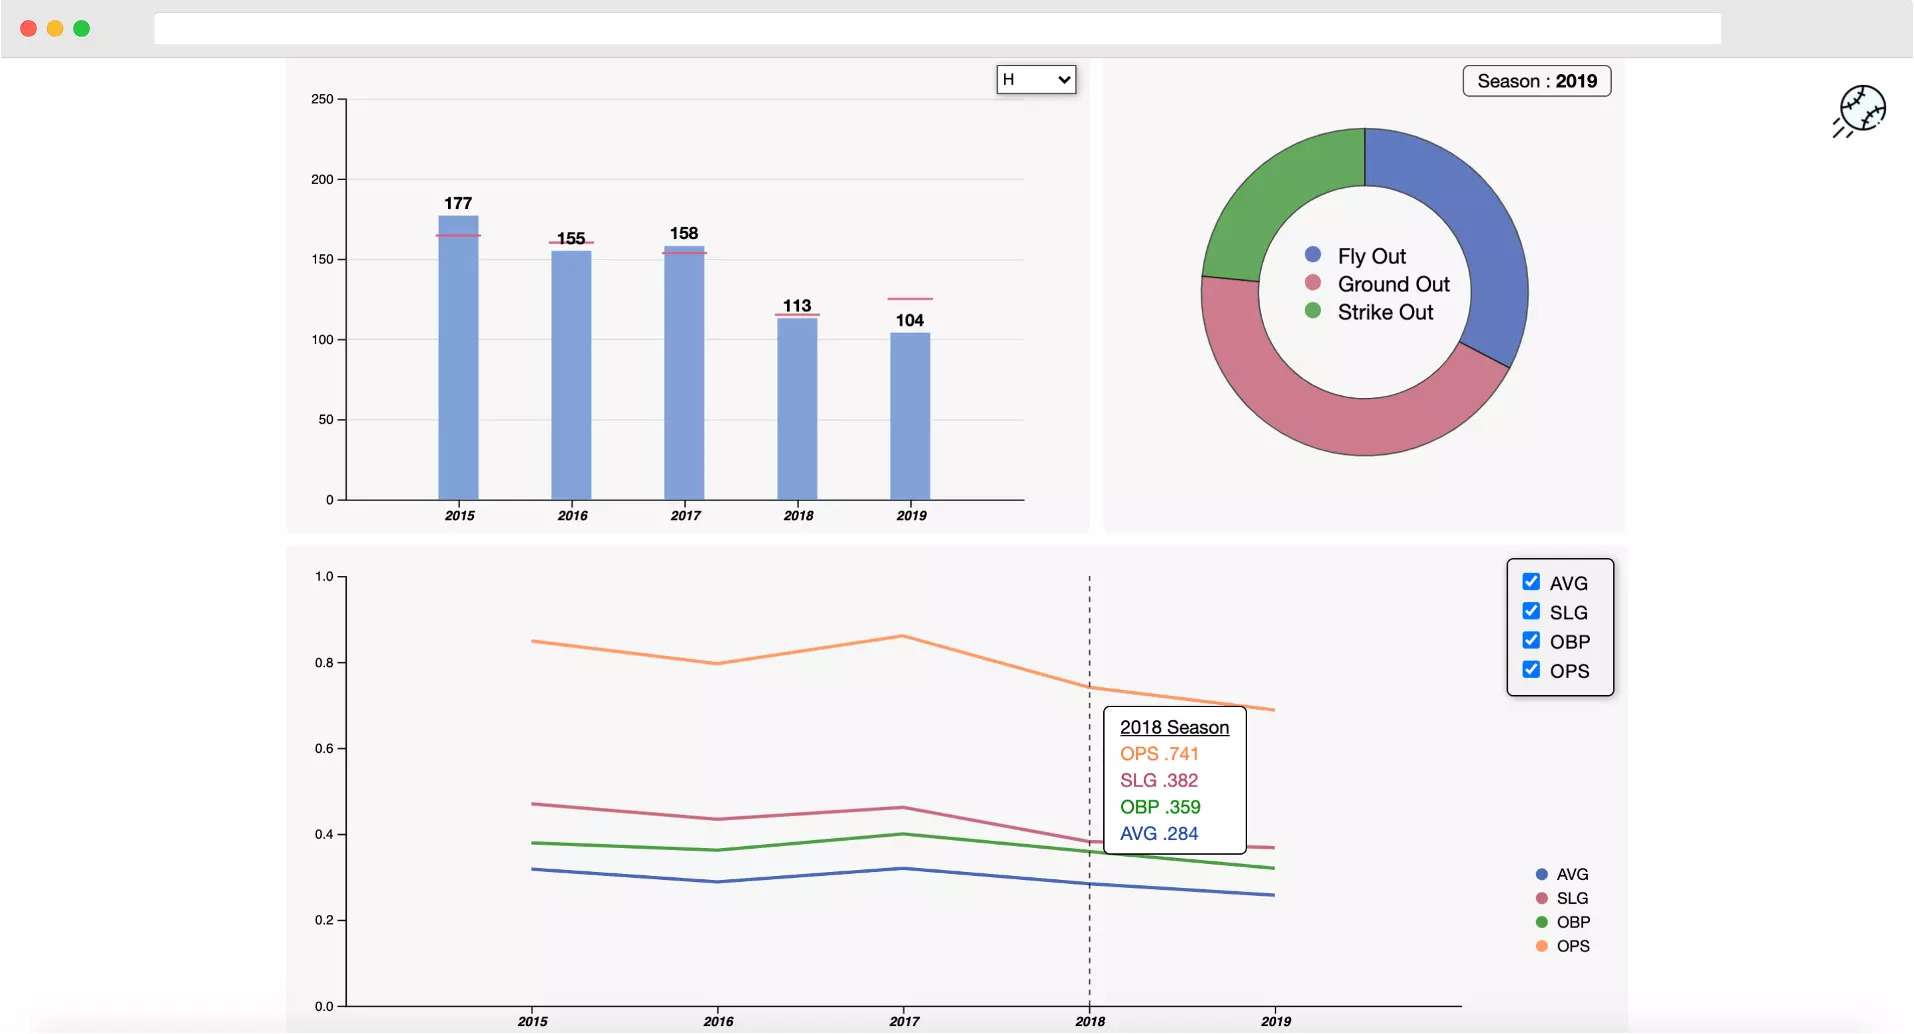 H
250
200
150
100
50
0
177
155
158
113
104
2015 2016 2017 2018 2019
Season : 2019
Fly Out
Ground Out
Strike Out
1.0
0.8
0.6
0.4
0.2
0.0
2015 2016 2017 2018 2019
2018 Season
OPS .741
SLG .382
OBP .359
AVG .284
AVG
SLG
OBP
OPS
AVG
SLG
OBP
OPS